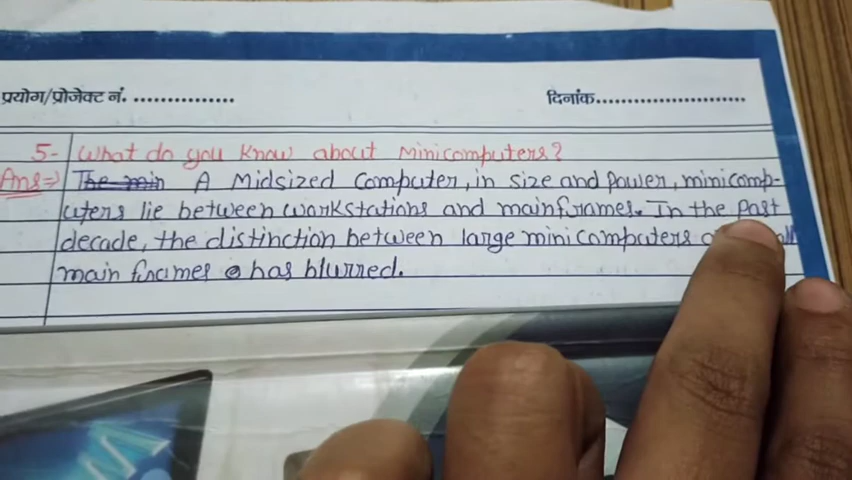 प्रयोग/प्रोजेक्ट नं. ............... दिनांक.......................
5- What do you know about Minicomputers?
Ans⇒ The min A Midsized Computer, in size and power, minicomp-
uters lie between workstations and mainframes. In the past
decade, the distinction between large minicomputers
main frames has blurred.